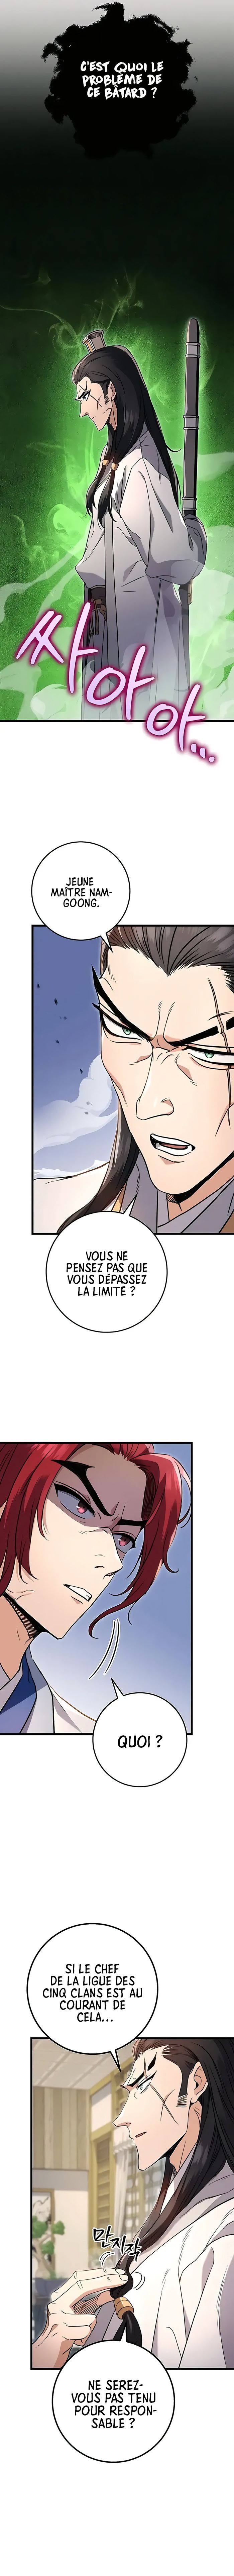 C'EST QUOI LE
PROBLÈME DE
CE BÂTARD ?
싸아아...
JEUNE
MAÎTRE NAM-
GOONG.
VOUS NE
PENSEZ PAS QUE
VOUS DÉPASSEZ
LA LIMITE ?
QUOI ?
SI LE CHEF
DE LA LIGUE DES
CINQ CLANS EST AU
COURANT DE
CELA...
만지작
NE SEREZ-
VOUS PAS TENU
POUR RESPON-
SABLE ?